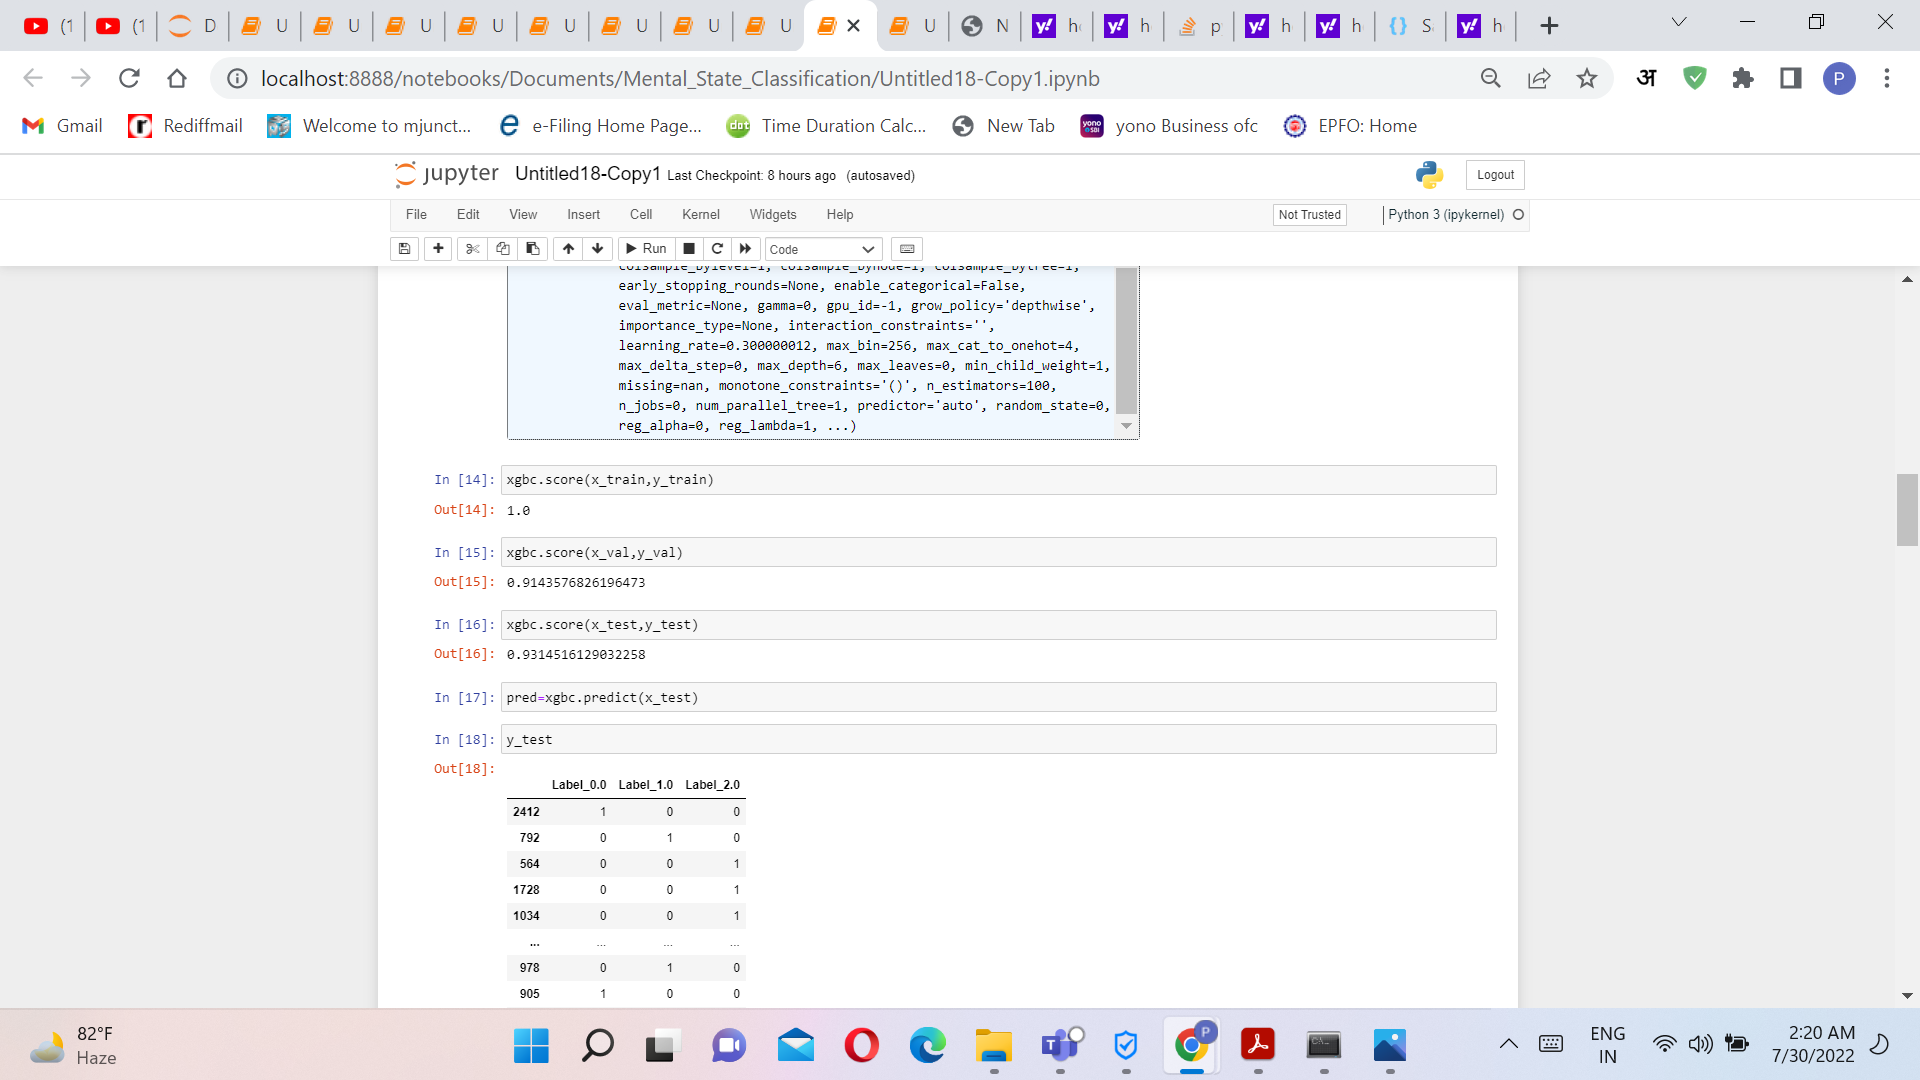 (1
(1
D
U
U
U
U
U
U
U
U
U
N
h
h
p
h
h
S
h
localhost:8888/notebooks/Documents/Mental_State_Classification/Untitled18-Copy1.ipynb
अ
P
Gmail
Rediffmail
Welcome to mjunct...
e-Filing Home Page...
Time Duration Calc...
New Tab
yono Business ofc
EPFO: Home
jupyter Untitled18-Copy1 Last Checkpoint: 8 hours ago (autosaved)
Logout
File Edit View Insert Cell Kernel Widgets Help
Not Trusted
Python 3 (ipykernel)
Run
Code
colsample_bylevel=1, colsample_bynode=1, colsample_bytree=1,
early_stopping_rounds=None, enable_categorical=False,
eval_metric=None, gamma=0, gpu_id=-1, grow_policy='depthwise',
importance_type=None, interaction_constraints='',
learning_rate=0.300000012, max_bin=256, max_cat_to_onehot=4,
max_delta_step=0, max_depth=6, max_leaves=0, min_child_weight=1,
missing=nan, monotone_constraints='()', n_estimators=100,
n_jobs=0, num_parallel_tree=1, predictor='auto', random_state=0,
reg_alpha=0, reg_lambda=1, ...)
In [14]: xgbc.score(x_train,y_train)
Out[14]: 1.0
In [15]: xgbc.score(x_val,y_val)
Out[15]: 0.9143576826196473
In [16]: xgbc.score(x_test,y_test)
Out[16]: 0.9314516129032258
In [17]: pred=xgbc.predict(x_test)
In [18]: y_test
Out[18]:
Label_0.0 Label_1.0 Label_2.0
2412 1 0 0
792 0 1 0
564 0 0 1
1728 0 0 1
1034 0 0 1
... ... ... ...
978 0 1 0
905 1 0 0
82°F
Haze
ENG
IN
2:20 AM
7/30/2022